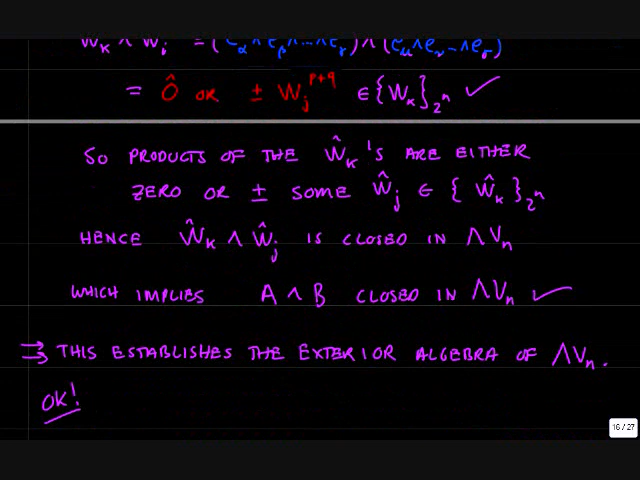 = Ô OR ± Wⱼᵖ⁺ᑫ ∈ {Wₖ}₂ⁿ ✓
SO PRODUCTS OF THE Ŵₖ'S ARE EITHER
ZERO OR ± SOME Ŵⱼ ∈ { Ŵₖ }₂ⁿ
HENCE Ŵₖ ∧ Ŵⱼ IS CLOSED IN ΛVₙ
WHICH IMPLIES A ∧ B CLOSED IN ΛVₙ ✓
⇉ THIS ESTABLISHES THE EXTERIOR ALGEBRA OF ΛVₙ.
OK!
16 / 27